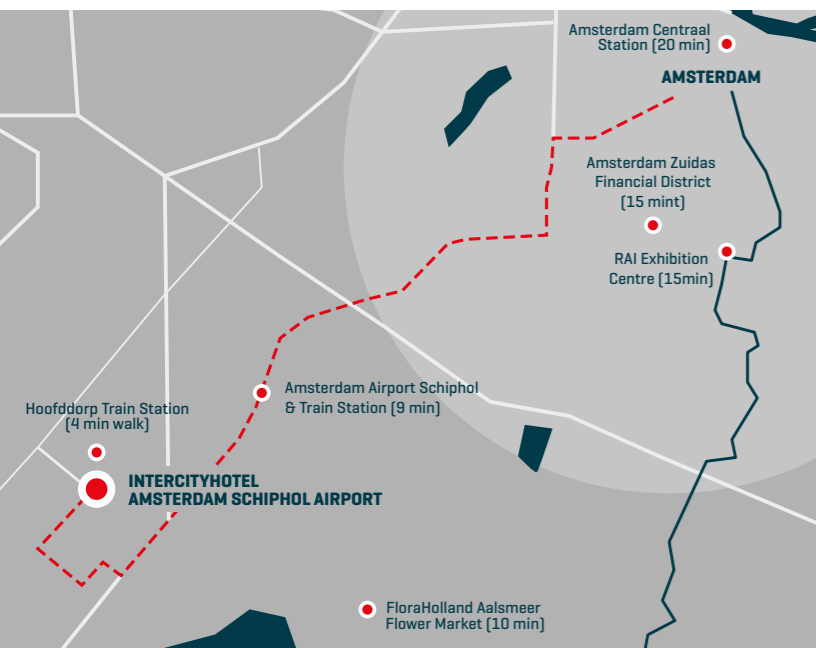 Amsterdam Centraal
Station (20 min)
AMSTERDAM
Amsterdam Zuidas
Financial District
(15 mint)
RAI Exhibition
Centre (15min)
Amsterdam Airport Schiphol
& Train Station (9 min)
Hoofddorp Train Station
(4 min walk)
INTERCITYHOTEL
AMSTERDAM SCHIPHOL AIRPORT
FloraHolland Aalsmeer
Flower Market (10 min)